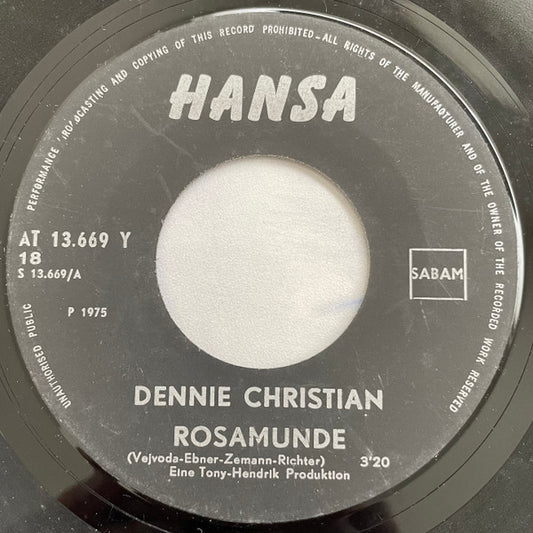 UNAUTHORISED PUBLIC PERFORMANCE BROADCASTING AND COPYING OF THIS RECORD PROHIBITED-ALL RIGHTS OF THE MANUFACTURER AND OF THE OWNER OF THE RECORDED WORK RESERVED
HANSA
AT 13.669 Y
18
S 13.669/A
SABAM
P 1975
DENNIE CHRISTIAN
ROSAMUNDE
(Vejvoda-Ebner-Zemann-Richter) 3'20
Eine Tony-Hendrik Produktion